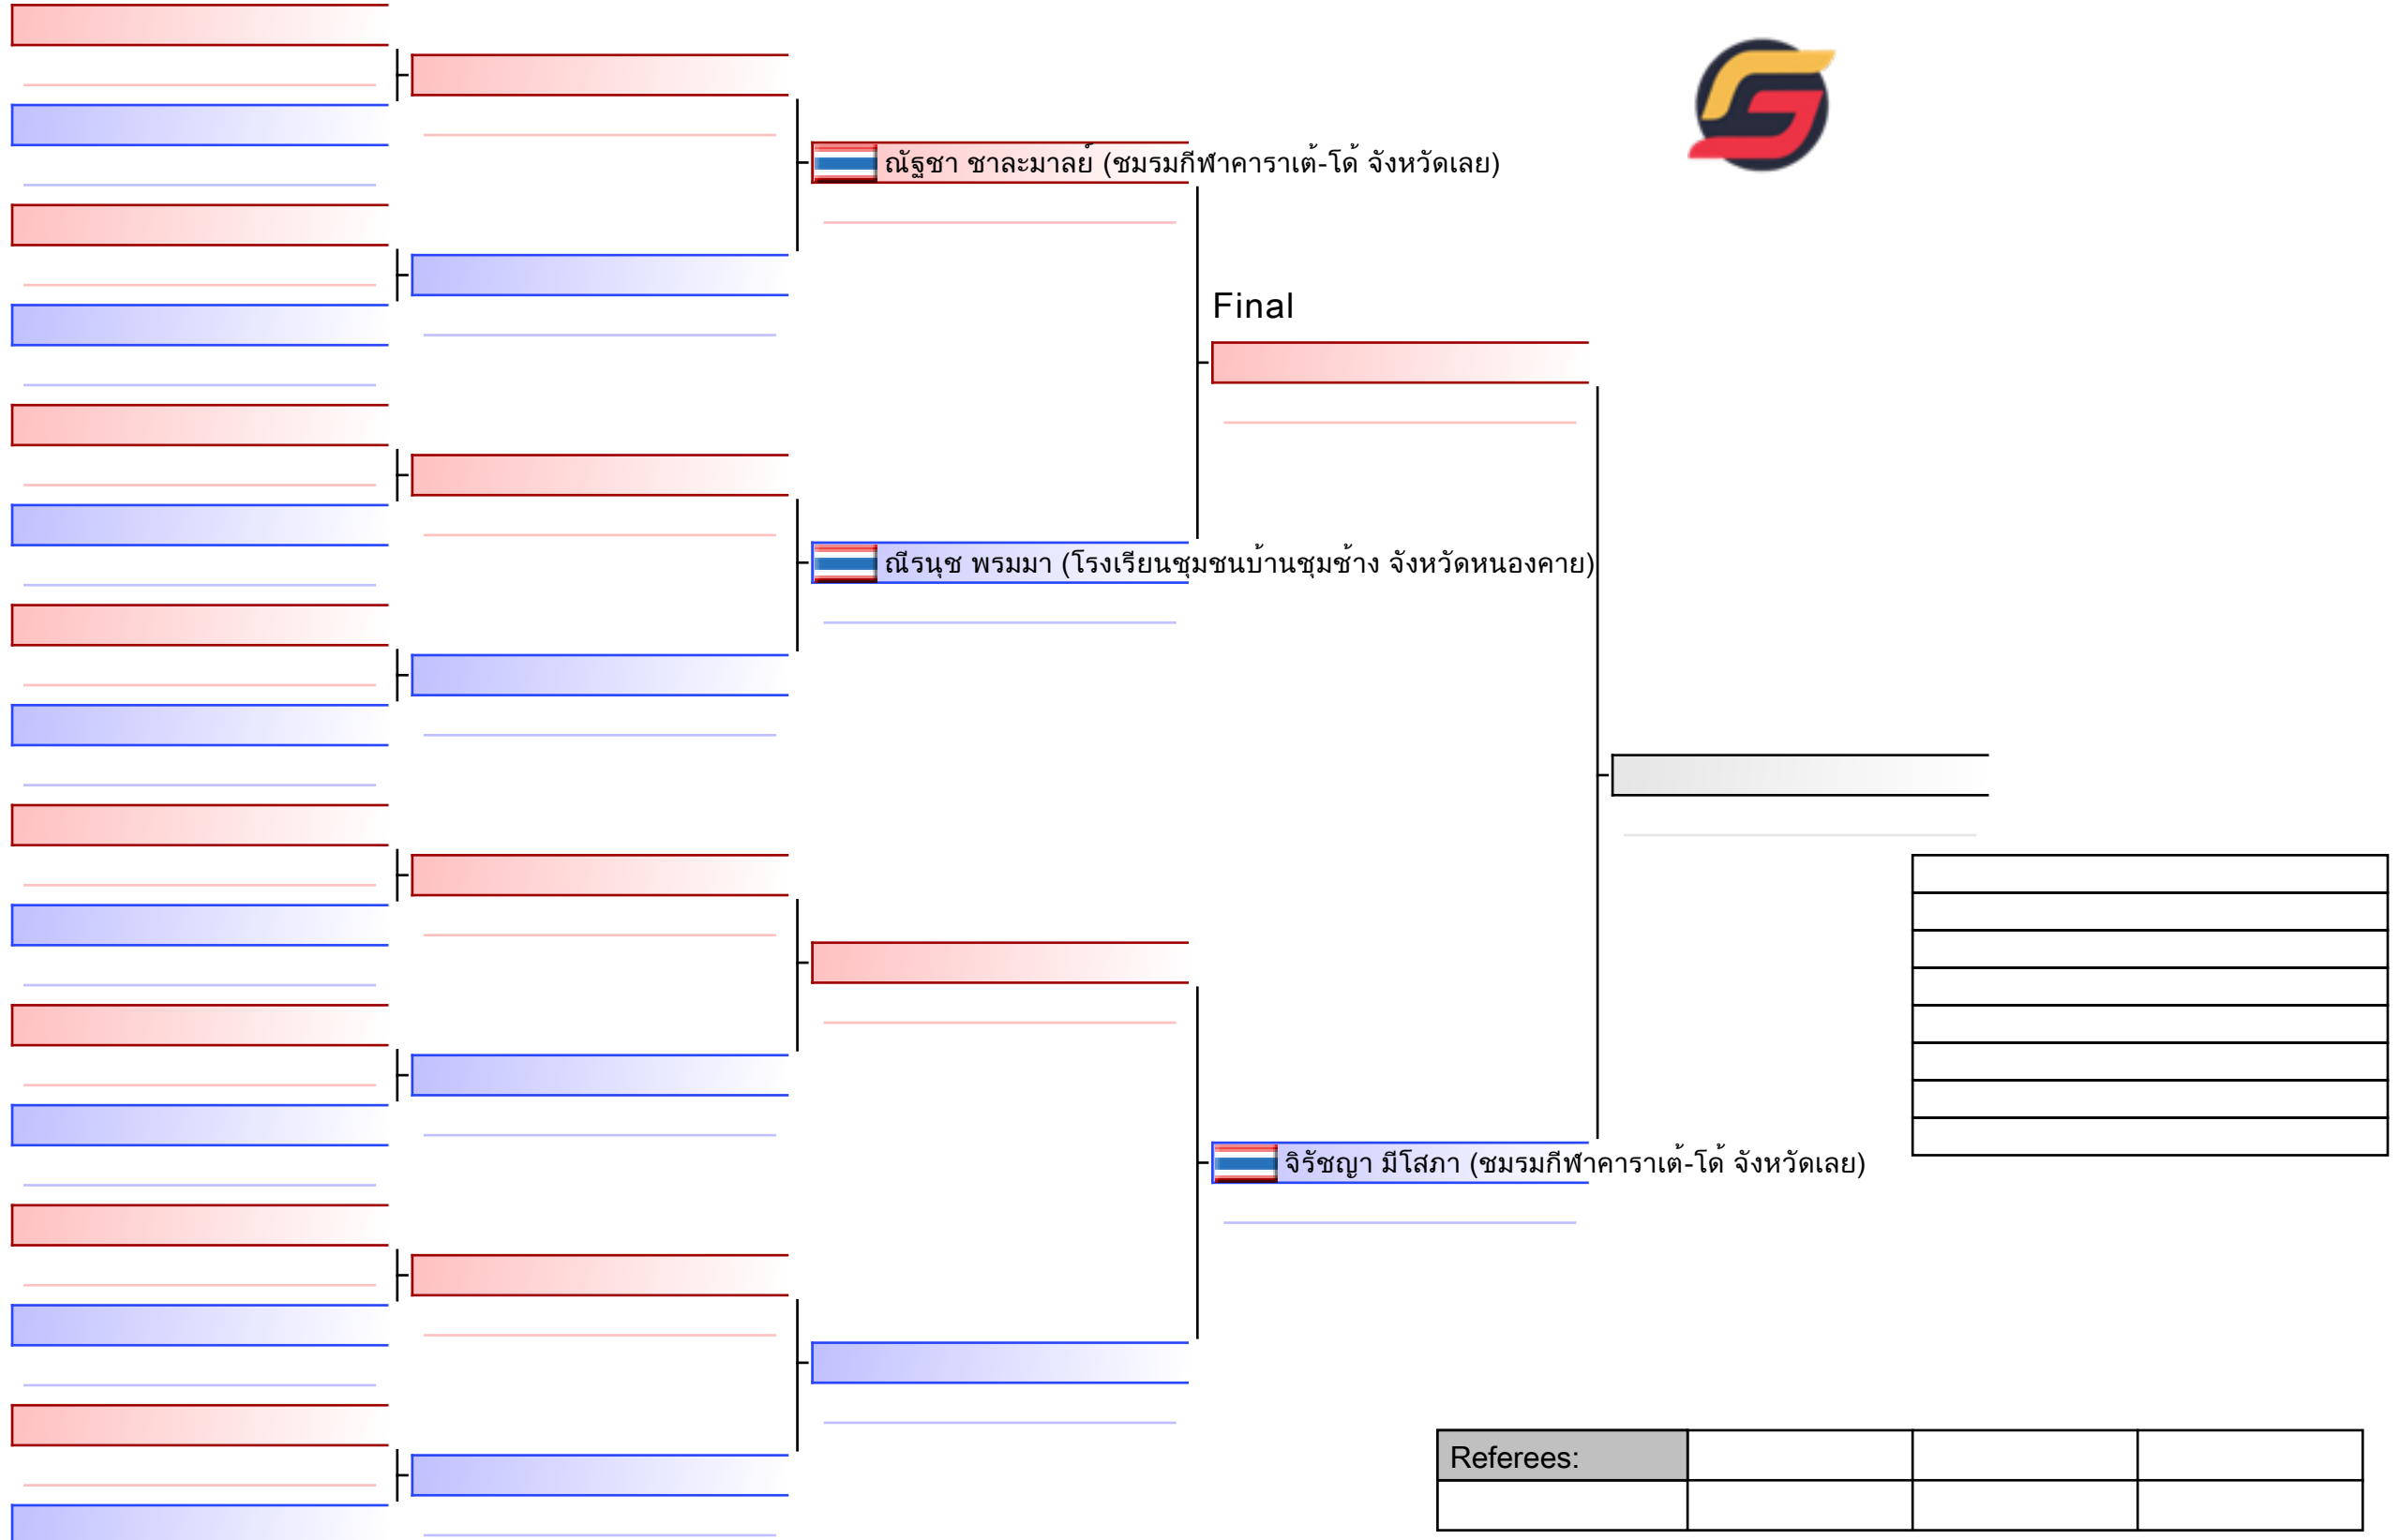 ณัฐชา ชาละมาลย์ (ชมรมกีฬาคาราเต้-โด้ จังหวัดเลย)
Final
ณีรนุช พรมมา (โรงเรียนชุมชนบ้านชุมช้าง จังหวัดหนองคาย)
จิรัชญา มีโสภา (ชมรมกีฬาคาราเต้-โด้ จังหวัดเลย)
Referees: